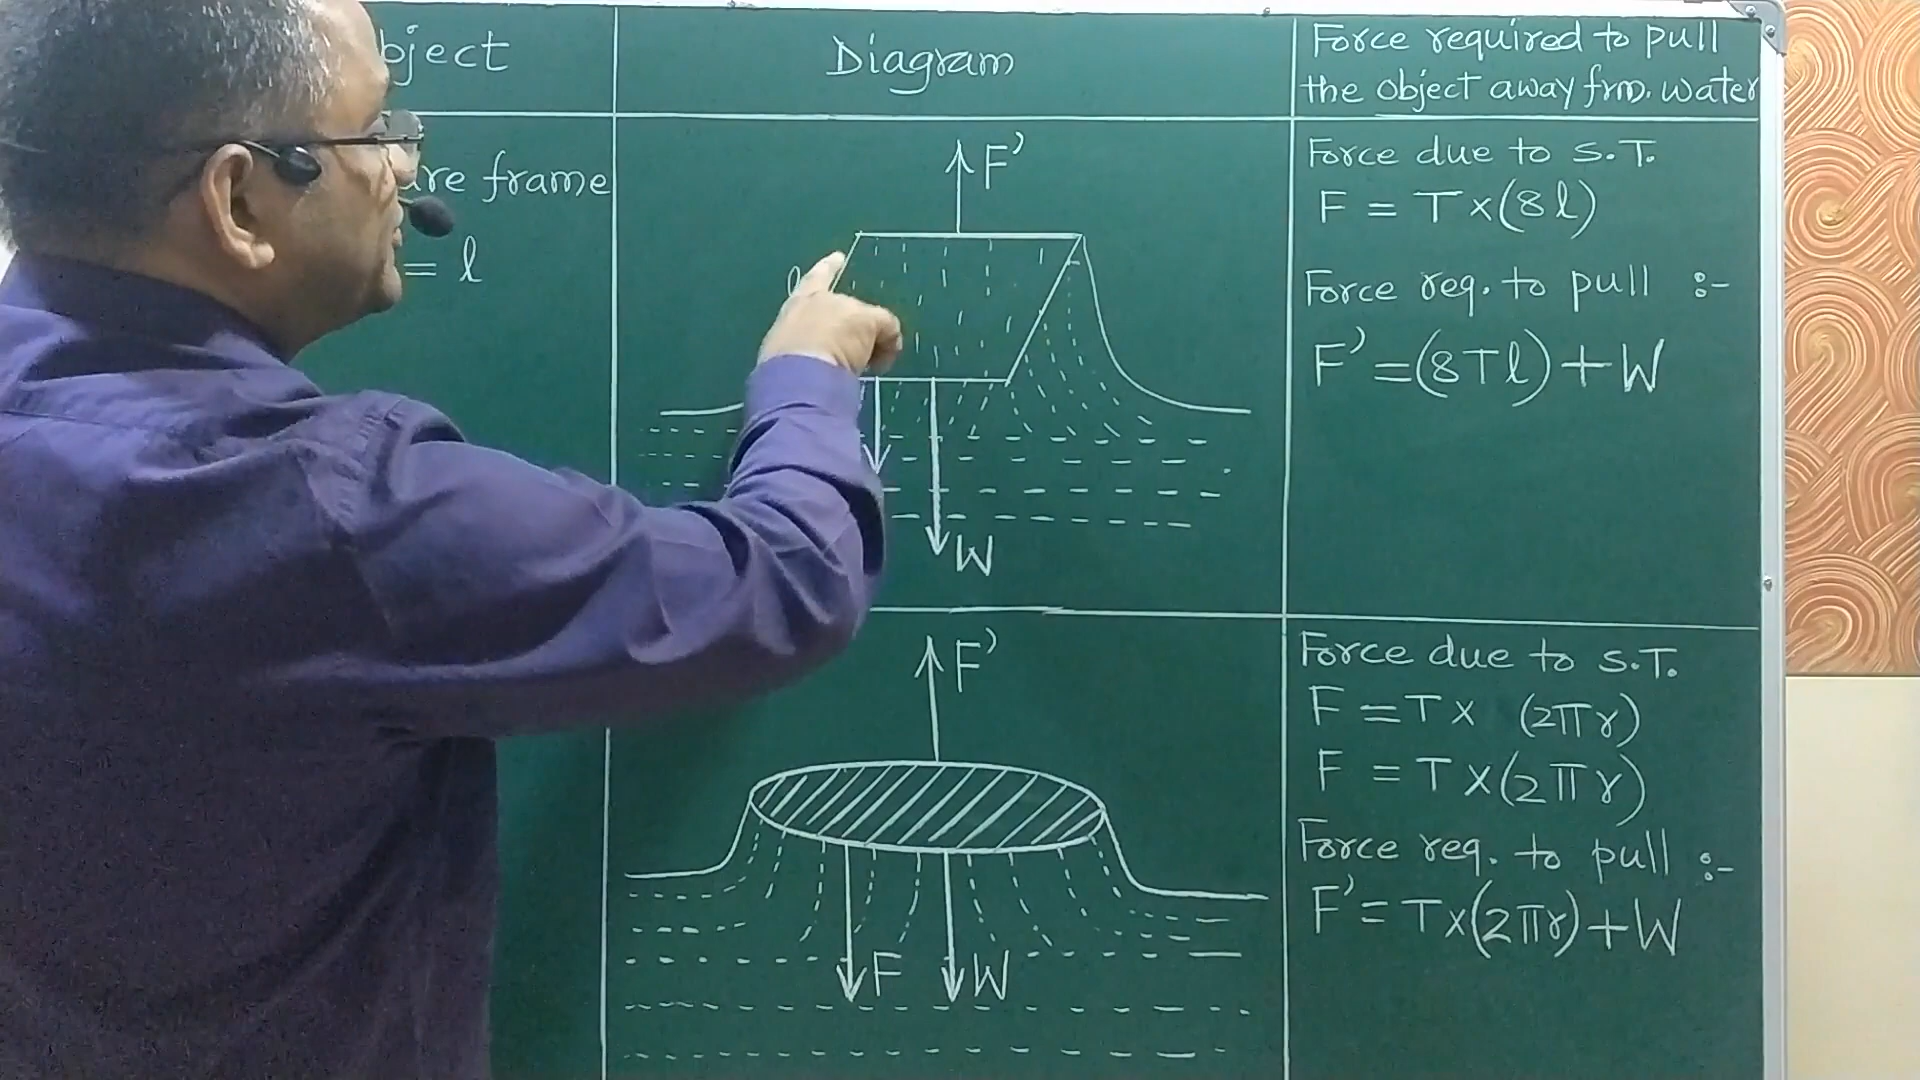 bject
Diagram
Force required to pull
the object away frm. water
are frame
= l
F'
l
W
Force due to S.T.
F = T x (8l)
Force req. to pull :-
F' = (8Tl) + W
F'
F
W
Force due to S.T.
F = T x (2πr)
F = T x (2πr)
Force req. to pull :-
F' = T x (2πr) + W